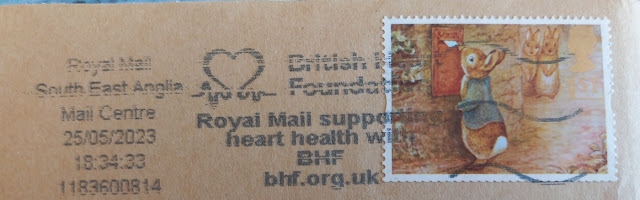 Royal Mail
South East Anglia
Mail Centre
25/05/2023
18:34:33
1183600814
British
Foundation
Royal Mail supporting
heart health with
BHF
bhf.org.uk